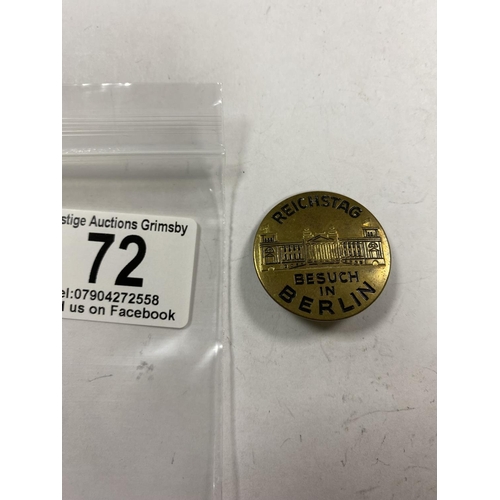 stige Auctions Grimsby
72
el:07904272558
d us on Facebook
REICHSTAG
BESUCH
IN
BERLIN